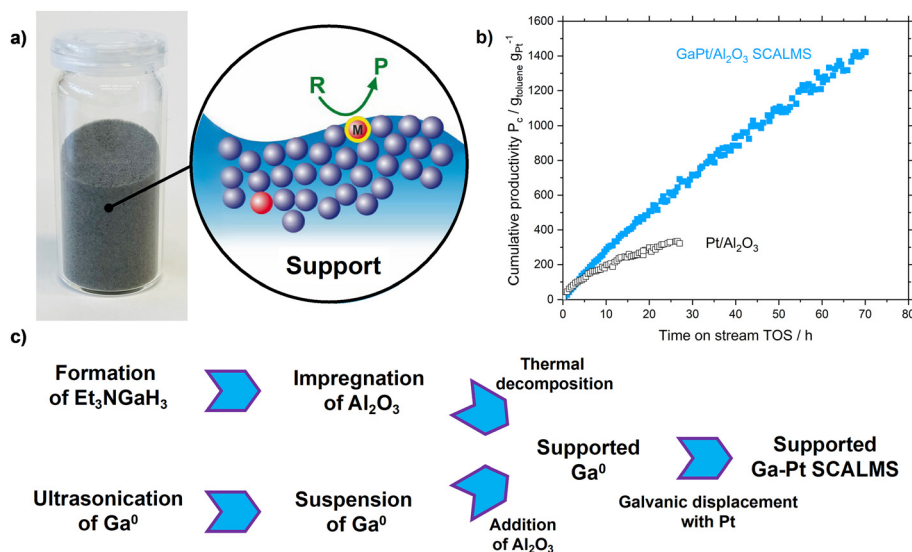 a)
R
P
M
Support
b)
1600
1400
1200
1000
800
600
400
200
0
0
10
20
30
40
50
60
70
80
GaPt/Al₂O₃ SCALMS
Pt/Al₂O₃
Cumulative productivity P꜀ / g_toluene g_Pt⁻¹
Time on stream TOS / h
c)
Formation
of Et₃NGaH₃
Impregnation
of Al₂O₃
Thermal
decomposition
Ultrasonication
of Ga⁰
Suspension
of Ga⁰
Addition
of Al₂O₃
Supported
Ga⁰
Galvanic displacement
with Pt
Supported
Ga-Pt SCALMS